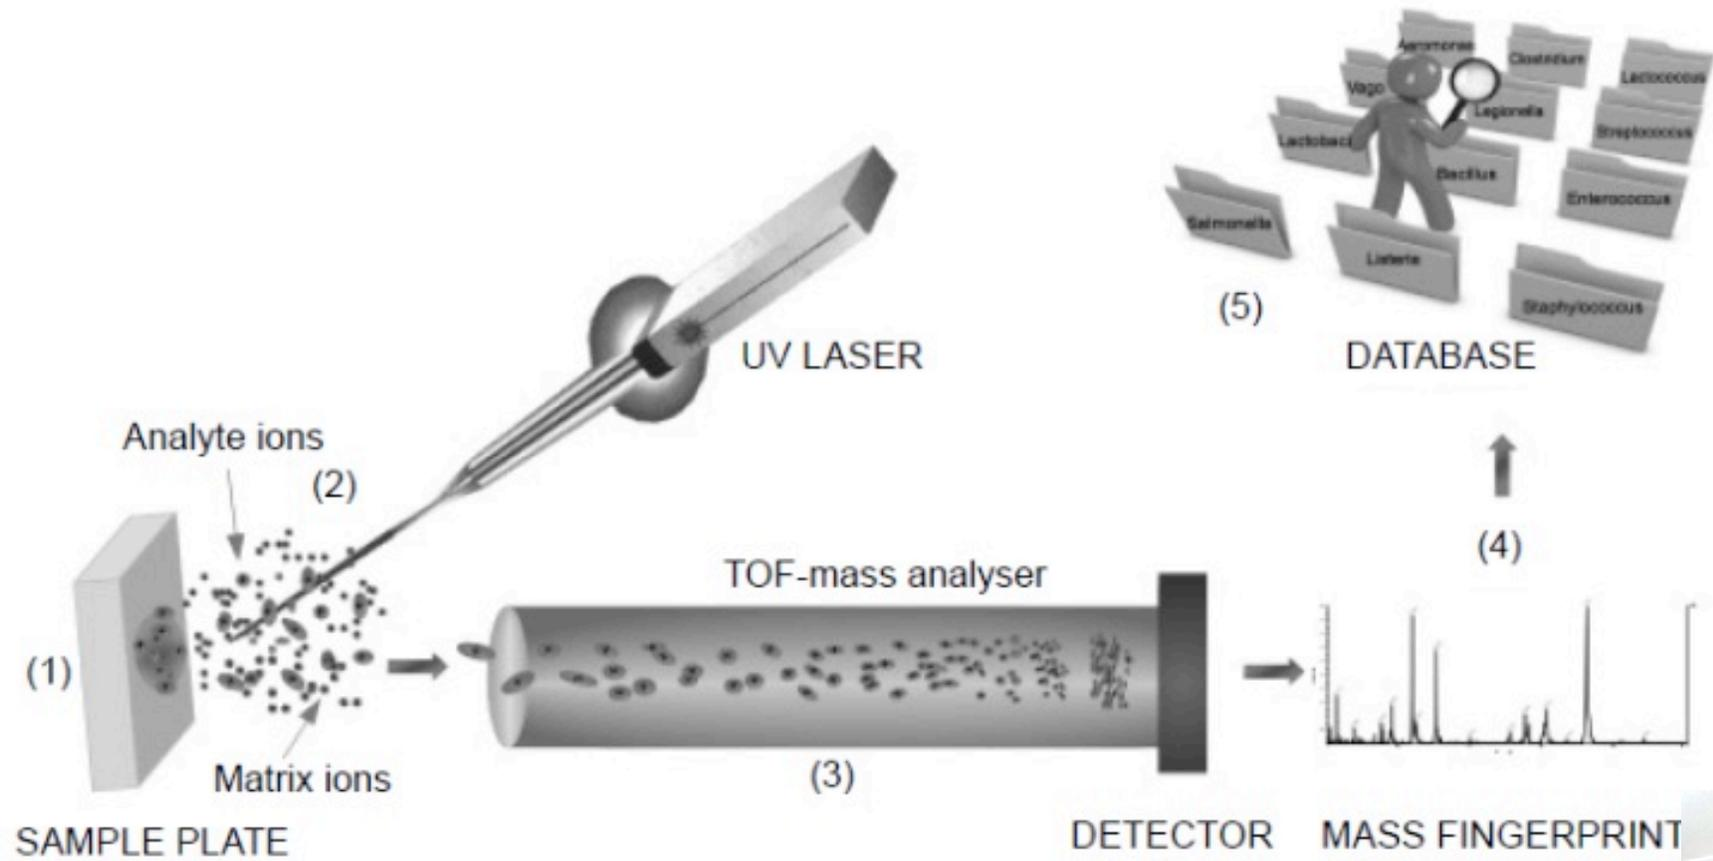 Aeromonas
Clostridium
Lactococcus
Vago
Legionella
Streptococcus
Lactobaci
Bacillus
Enterococcus
Salmonella
Listeria
Staphylococcus
(5)
DATABASE
UV LASER
Analyte ions
(2)
(4)
TOF-mass analyser
(1)
(3)
Matrix ions
SAMPLE PLATE
DETECTOR
MASS FINGERPRINT